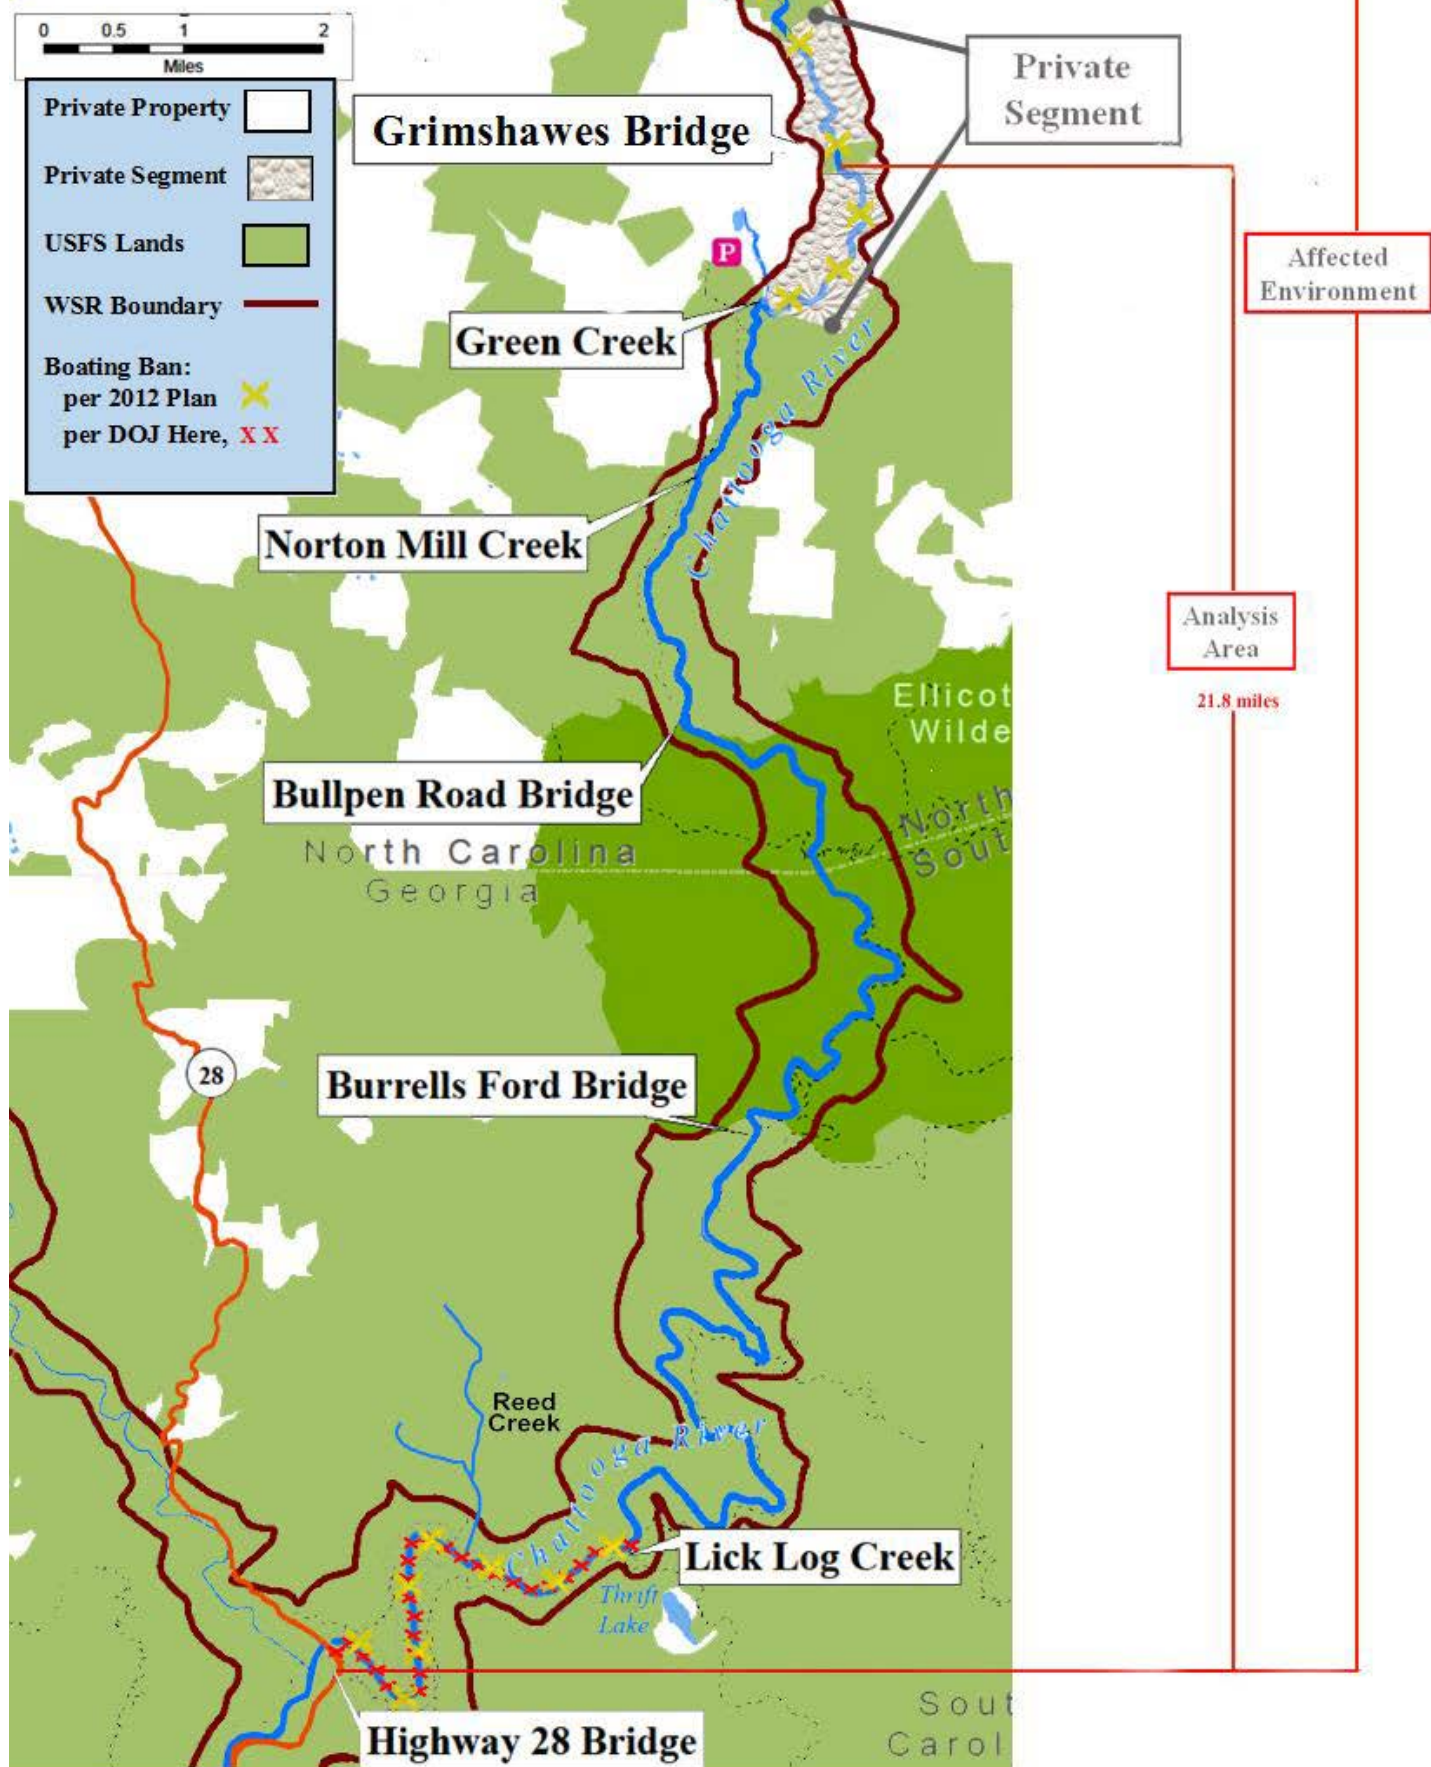 0 0.5 1 2
Miles
Private Property
Private Segment
USFS Lands
WSR Boundary
Boating Ban:
per 2012 Plan
per DOJ Here, X X
Private
Segment
Grimshawes Bridge
P
Affected
Environment
Green Creek
Chattooga River
Norton Mill Creek
Analysis
Area
21.8 miles
Ellicot
Wilde
Bullpen Road Bridge
North
South
North Carolina
Georgia
28
Burrells Ford Bridge
Reed
Creek
Chattooga River
Lick Log Creek
Thrift
Lake
Sout
Carol
Highway 28 Bridge